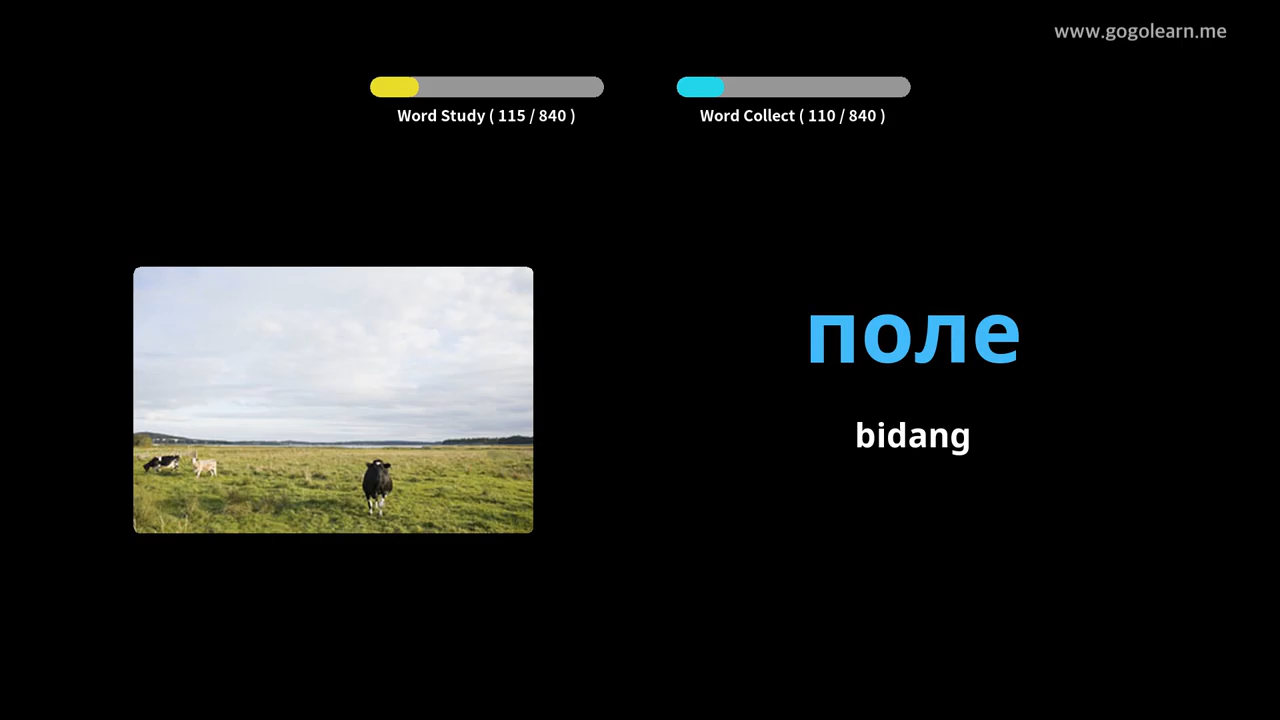 www.gogolearn.me
Word Study ( 115 / 840 )
Word Collect ( 110 / 840 )
поле
bidang